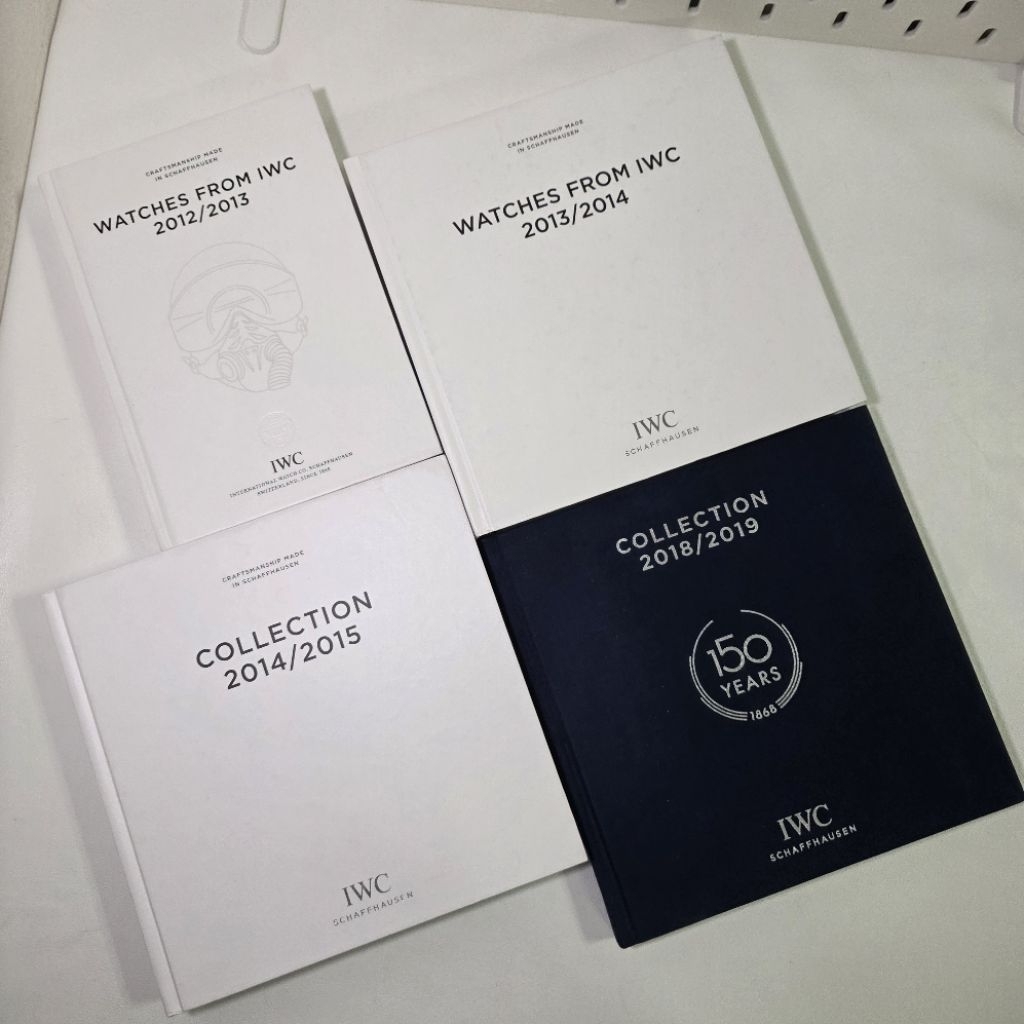 CRAFTSMANSHIP MADE
IN SCHAFFHAUSEN
WATCHES FROM IWC
2012/2013
IWC
INTERNATIONAL WATCH CO. SCHAFFHAUSEN
SWITZERLAND, SINCE 1868
CRAFTSMANSHIP MADE
IN SCHAFFHAUSEN
WATCHES FROM IWC
2013/2014
IWC
SCHAFFHAUSEN
CRAFTSMANSHIP MADE
IN SCHAFFHAUSEN
COLLECTION
2014/2015
IWC
SCHAFFHAUSEN
COLLECTION
2018/2019
150
YEARS
1868
IWC
SCHAFFHAUSEN